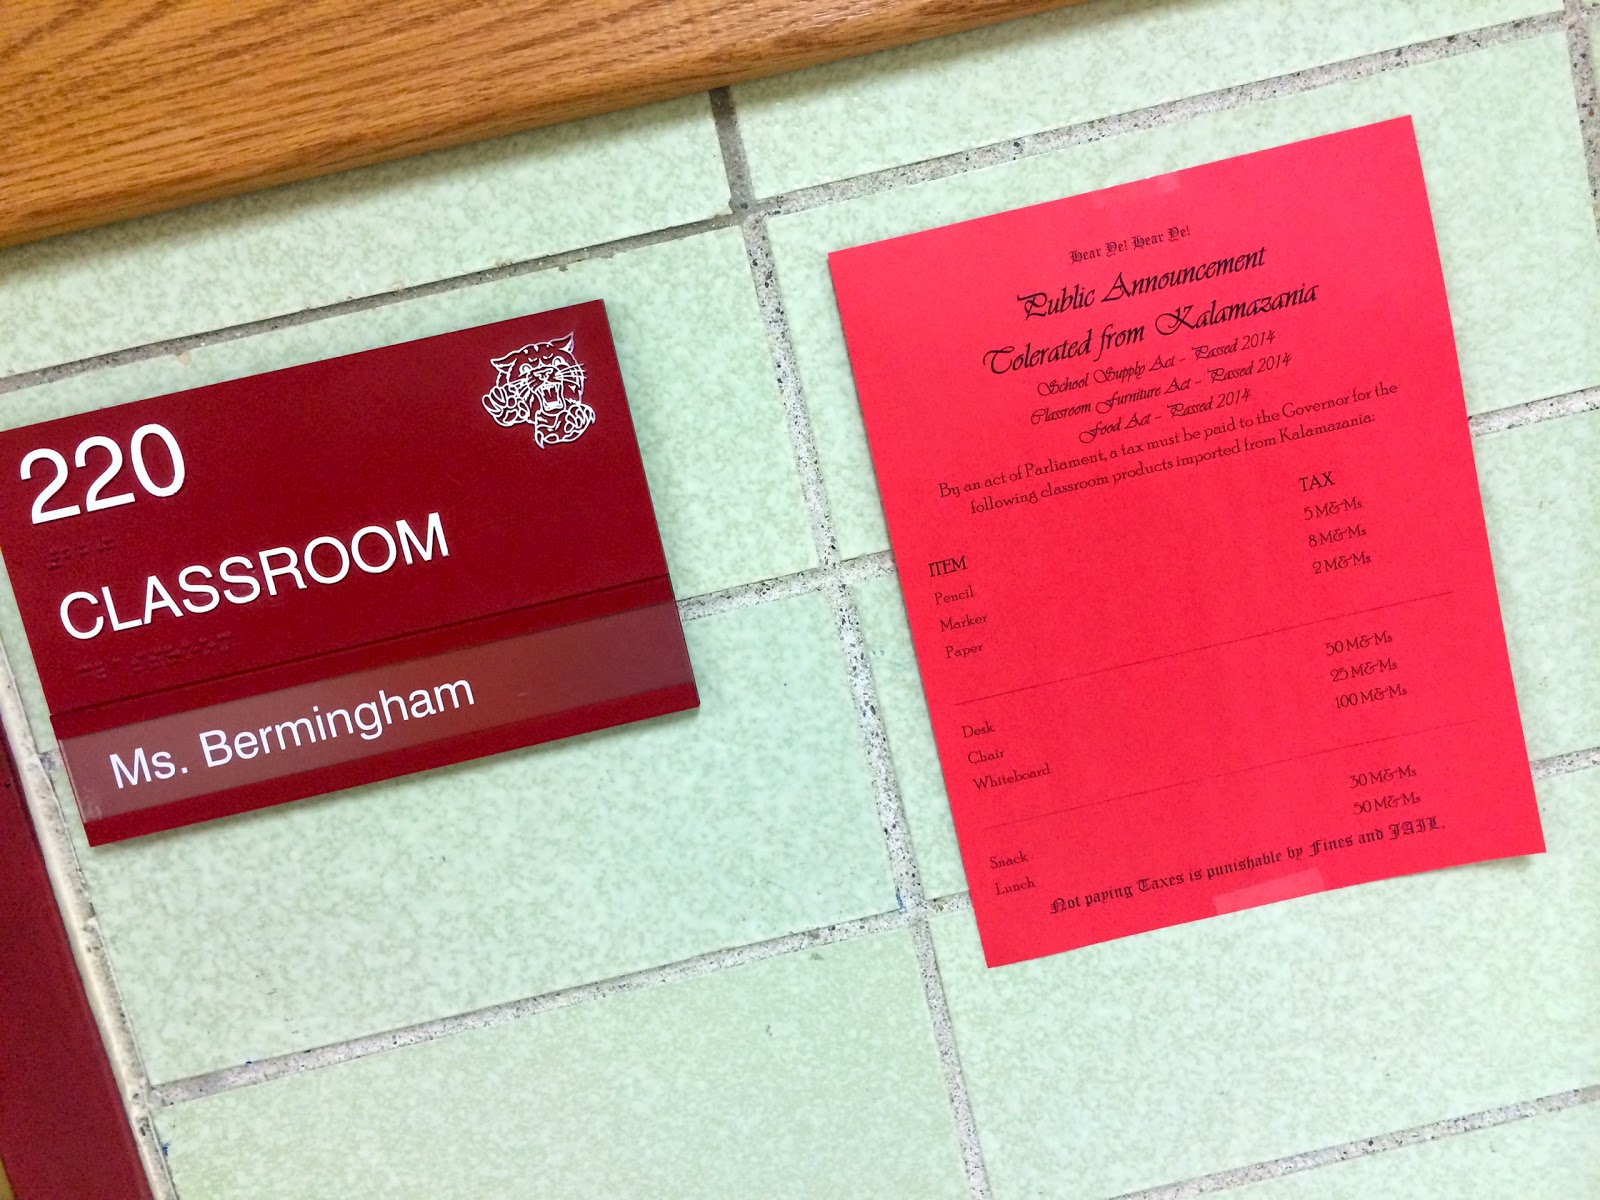 220
CLASSROOM
Ms. Bermingham
Hear Ye! Hear Ye!
Public Announcement
Tolerated from Kalamazania
School Supply Act - Passed 2014
Classroom Furniture Act - Passed 2014
Food Act - Passed 2014
By an act of Parliament, a tax must be paid to the Governor for the
following classroom products imported from Kalamazania:
ITEM TAX
Pencil 5 M&Ms
Marker 8 M&Ms
Paper 2 M&Ms
Desk 50 M&Ms
Chair 25 M&Ms
Whiteboard 100 M&Ms
Snack 30 M&Ms
Lunch 50 M&Ms
Not paying Taxes is punishable by Fines and JAIL.